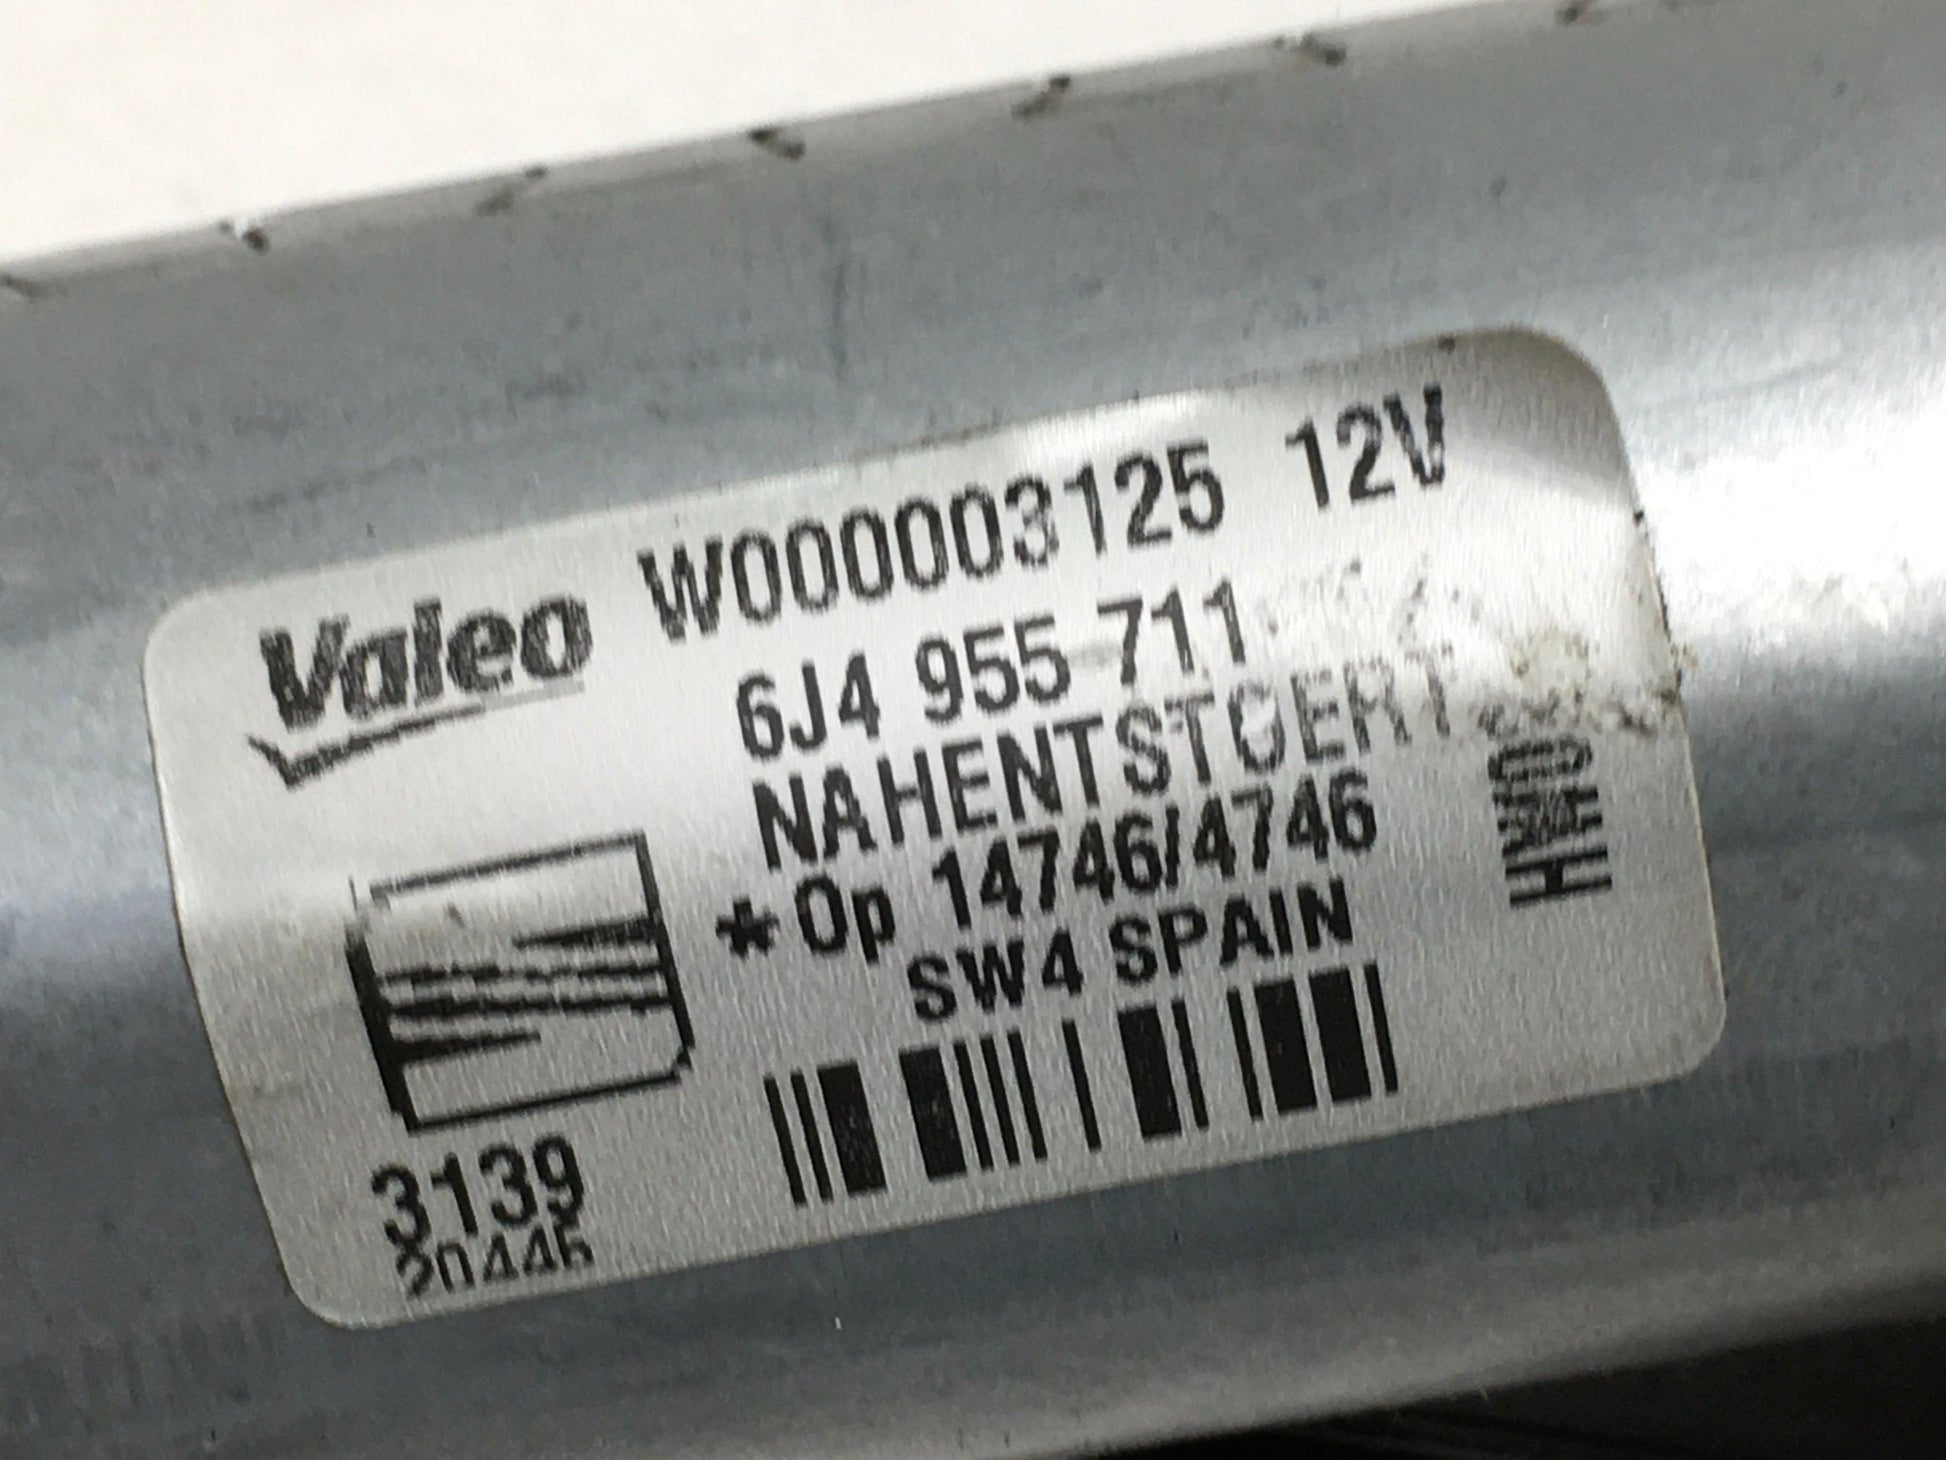 Valeo W000003125 12V
6J4 955 711
NAHENTSTOERT
*Op 14746/4746
SW4 SPAIN
3139
20445